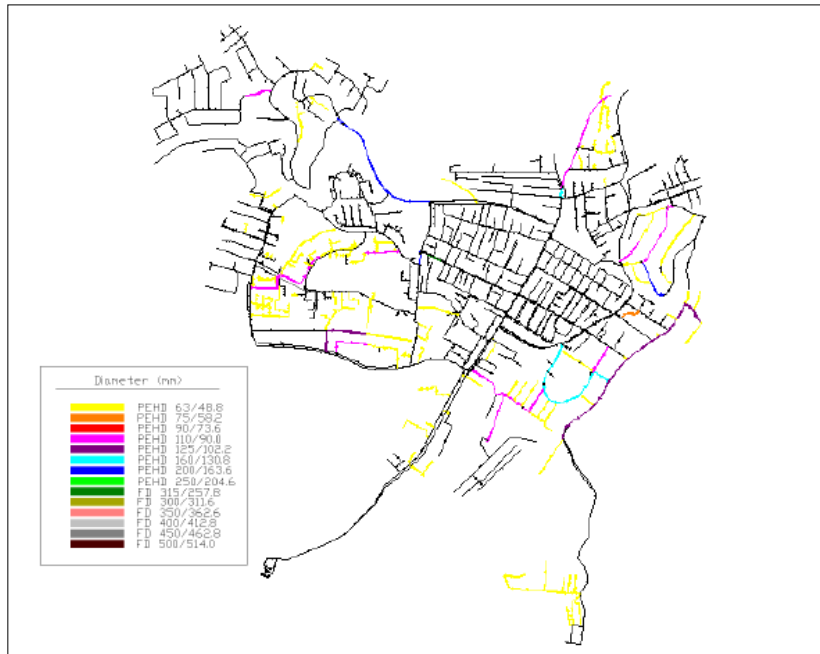 Diameter (mm)
PEHD 63/48.8
PEHD 75/58.2
PEHD 90/73.6
PEHD 110/90.0
PEHD 125/102.2
PEHD 160/130.8
PEHD 200/163.6
PEHD 250/204.6
FD 315/257.8
FD 300/311.6
FD 350/362.6
FD 400/412.8
FD 450/462.8
FD 500/514.0